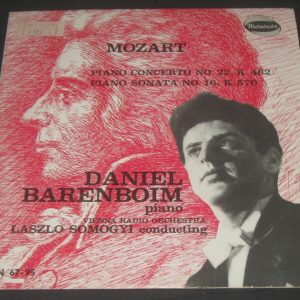 Westminster
MOZART
PIANO CONCERTO NO. 22, K. 482
PIANO SONATA NO. 16, K. 570
DANIEL
BARENBOIM
piano
VIENNA RADIO ORCHESTRA
LASZLO SOMOGYI conducting